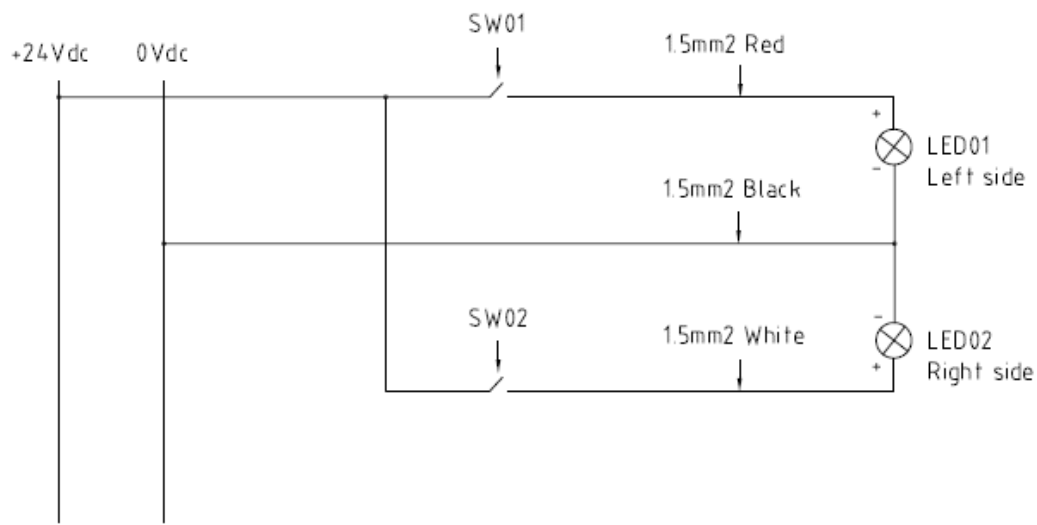 SW01
+24Vdc
0Vdc
1.5mm2 Red
+
LED01
-
Left side
1.5mm2 Black
SW02
-
1.5mm2 White
LED02
+
Right side